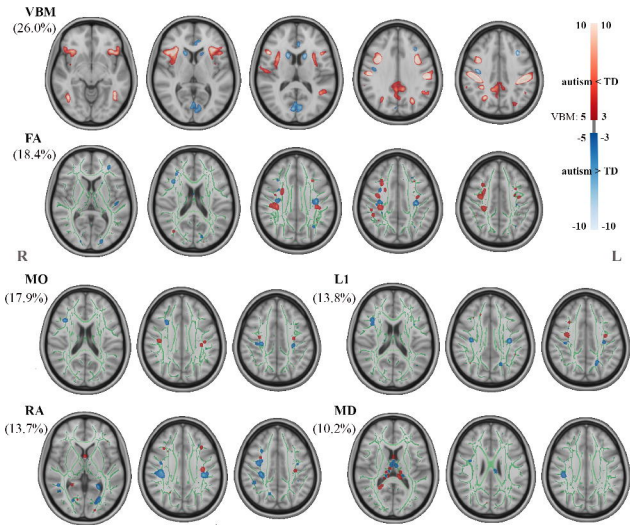 VBM
(26.0%)
FA
(18.4%)
10 10
autism < TD
VBM: 5 3
-5 -3
autism > TD
-10 -10
R L
MO
(17.9%)
L1
(13.8%)
RA
(13.7%)
MD
(10.2%)